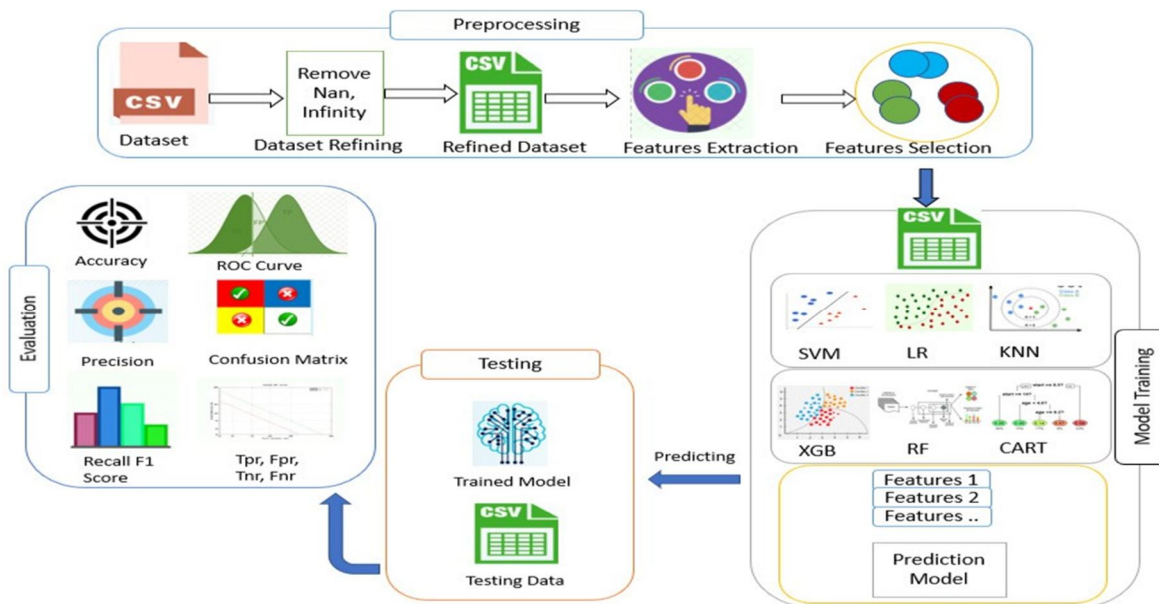 Preprocessing
CSV
Dataset
Remove
Nan,
Infinity
Dataset Refining
CSV
Refined Dataset
Features Extraction
Features Selection
Evaluation
Accuracy
ROC Curve
Precision
Confusion Matrix
Recall F1
Score
Tpr, Fpr,
Tnr, Fnr
Testing
Trained Model
CSV
Testing Data
Predicting
Model Training
CSV
SVM
LR
KNN
XGB
RF
CART
Features 1
Features 2
Features ..
Prediction
Model